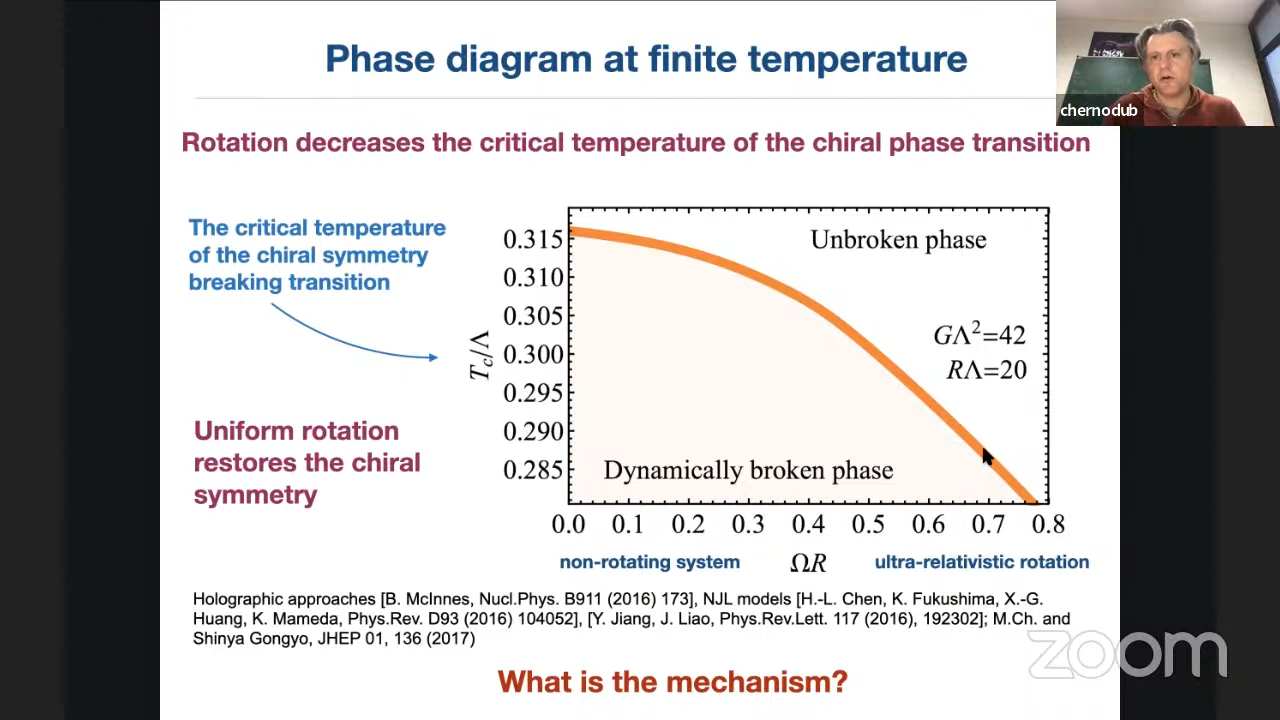 Phase diagram at finite temperature
chernodub
Rotation decreases the critical temperature of the chiral phase transition
The critical temperature
of the chiral symmetry
breaking transition
Uniform rotation
restores the chiral
symmetry
T_c/Λ
0.315
0.310
0.305
0.300
0.295
0.290
0.285
Unbroken phase
GΛ²=42
RΛ=20
Dynamically broken phase
0.0 0.1 0.2 0.3 0.4 0.5 0.6 0.7 0.8
non-rotating system ΩR ultra-relativistic rotation
Holographic approaches [B. McInnes, Nucl.Phys. B911 (2016) 173], NJL models [H.-L. Chen, K. Fukushima, X.-G.
Huang, K. Mameda, Phys.Rev. D93 (2016) 104052], [Y. Jiang, J. Liao, Phys.Rev.Lett. 117 (2016), 192302]; M.Ch. and
Shinya Gongyo, JHEP 01, 136 (2017)
What is the mechanism?
zoom